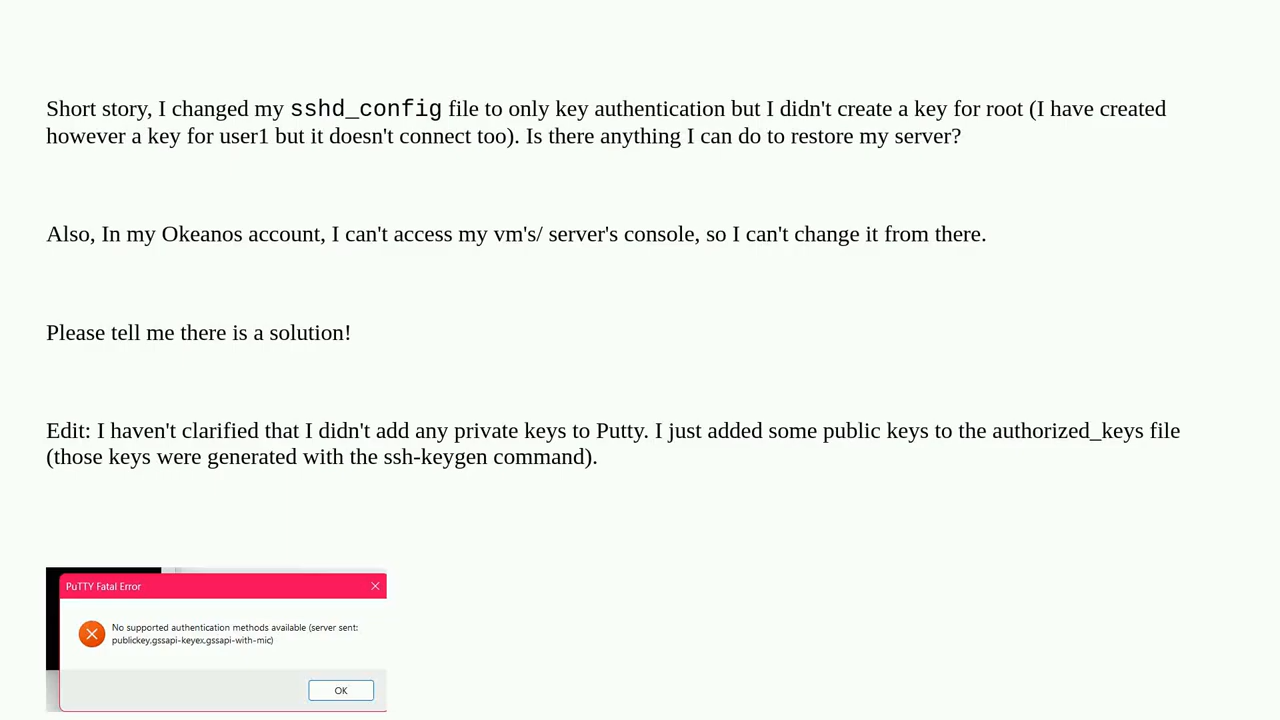 Short story, I changed my sshd_config file to only key authentication but I didn't create a key for root (I have created
however a key for user1 but it doesn't connect too). Is there anything I can do to restore my server?
Also, In my Okeanos account, I can't access my vm's/ server's console, so I can't change it from there.
Please tell me there is a solution!
Edit: I haven't clarified that I didn't add any private keys to Putty. I just added some public keys to the authorized_keys file
(those keys were generated with the ssh-keygen command).
PuTTY Fatal Error
No supported authentication methods available (server sent:
publickey,gssapi-keyex,gssapi-with-mic)
OK